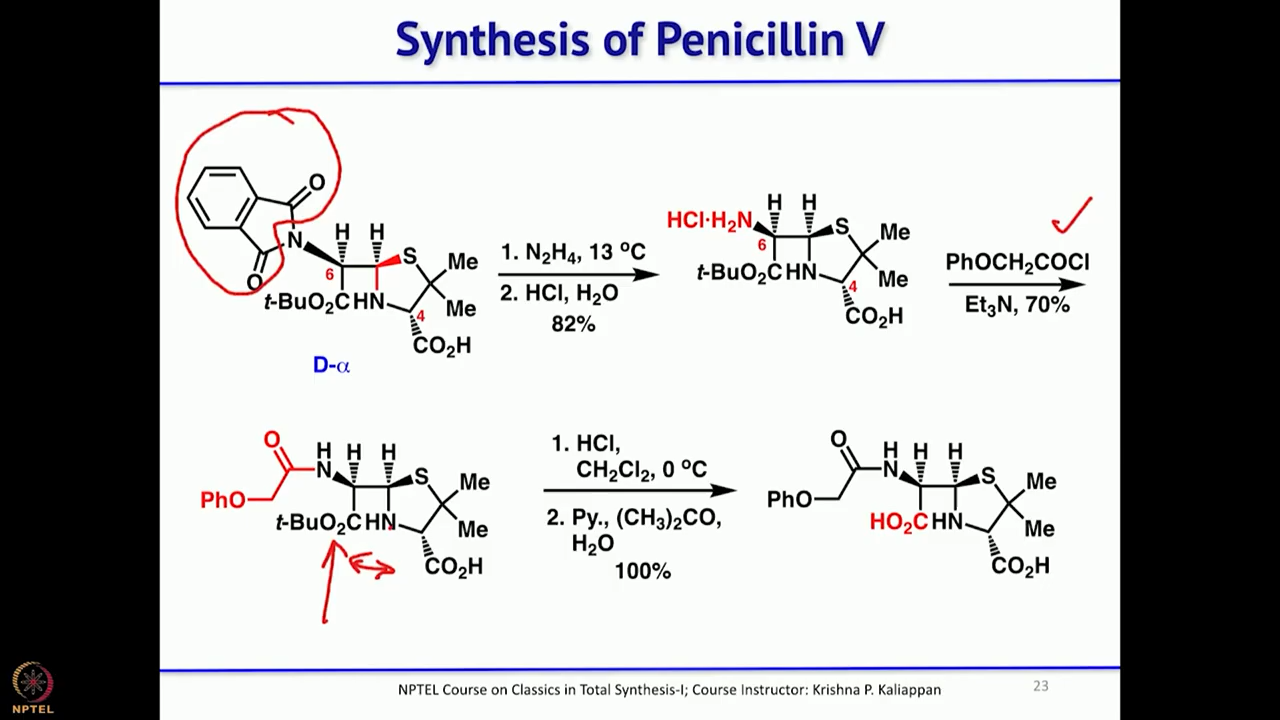 Synthesis of Penicillin V
O
N
O
H H
S
Me
Me
6
t-BuO₂C HN
4
CO₂H
D-α
1. N₂H₄, 13 ºC
2. HCl, H₂O
82%
H H
HCl·H₂N
S
Me
Me
6
t-BuO₂C HN
4
CO₂H
PhOCH₂COCl
Et₃N, 70%
O
H H H
N
S
Me
Me
PhO
t-BuO₂C HN
CO₂H
1. HCl,
CH₂Cl₂, 0 ºC
2. Py., (CH₃)₂CO,
H₂O
100%
O
H H H
N
S
Me
Me
PhO
HO₂C HN
CO₂H
NPTEL Course on Classics in Total Synthesis-I; Course Instructor: Krishna P. Kaliappan
23
NPTEL